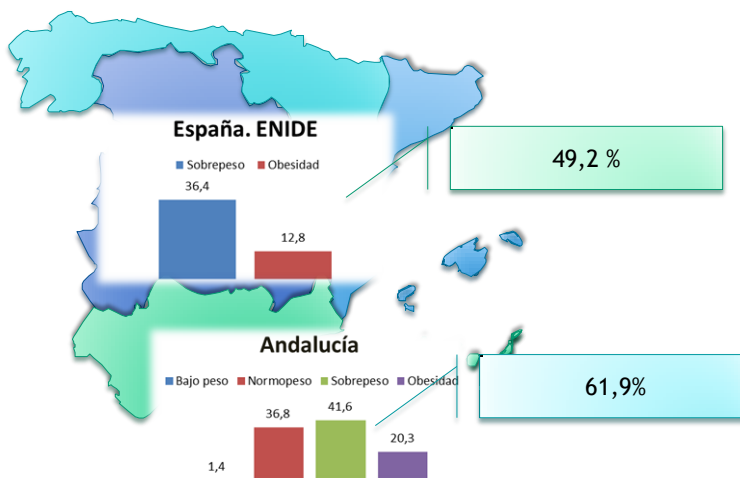 España. ENIDE
Sobrepeso Obesidad
36,4
12,8
49,2 %
Andalucía
Bajo peso Normopeso Sobrepeso Obesidad
61,9%
1,4
36,8
41,6
20,3